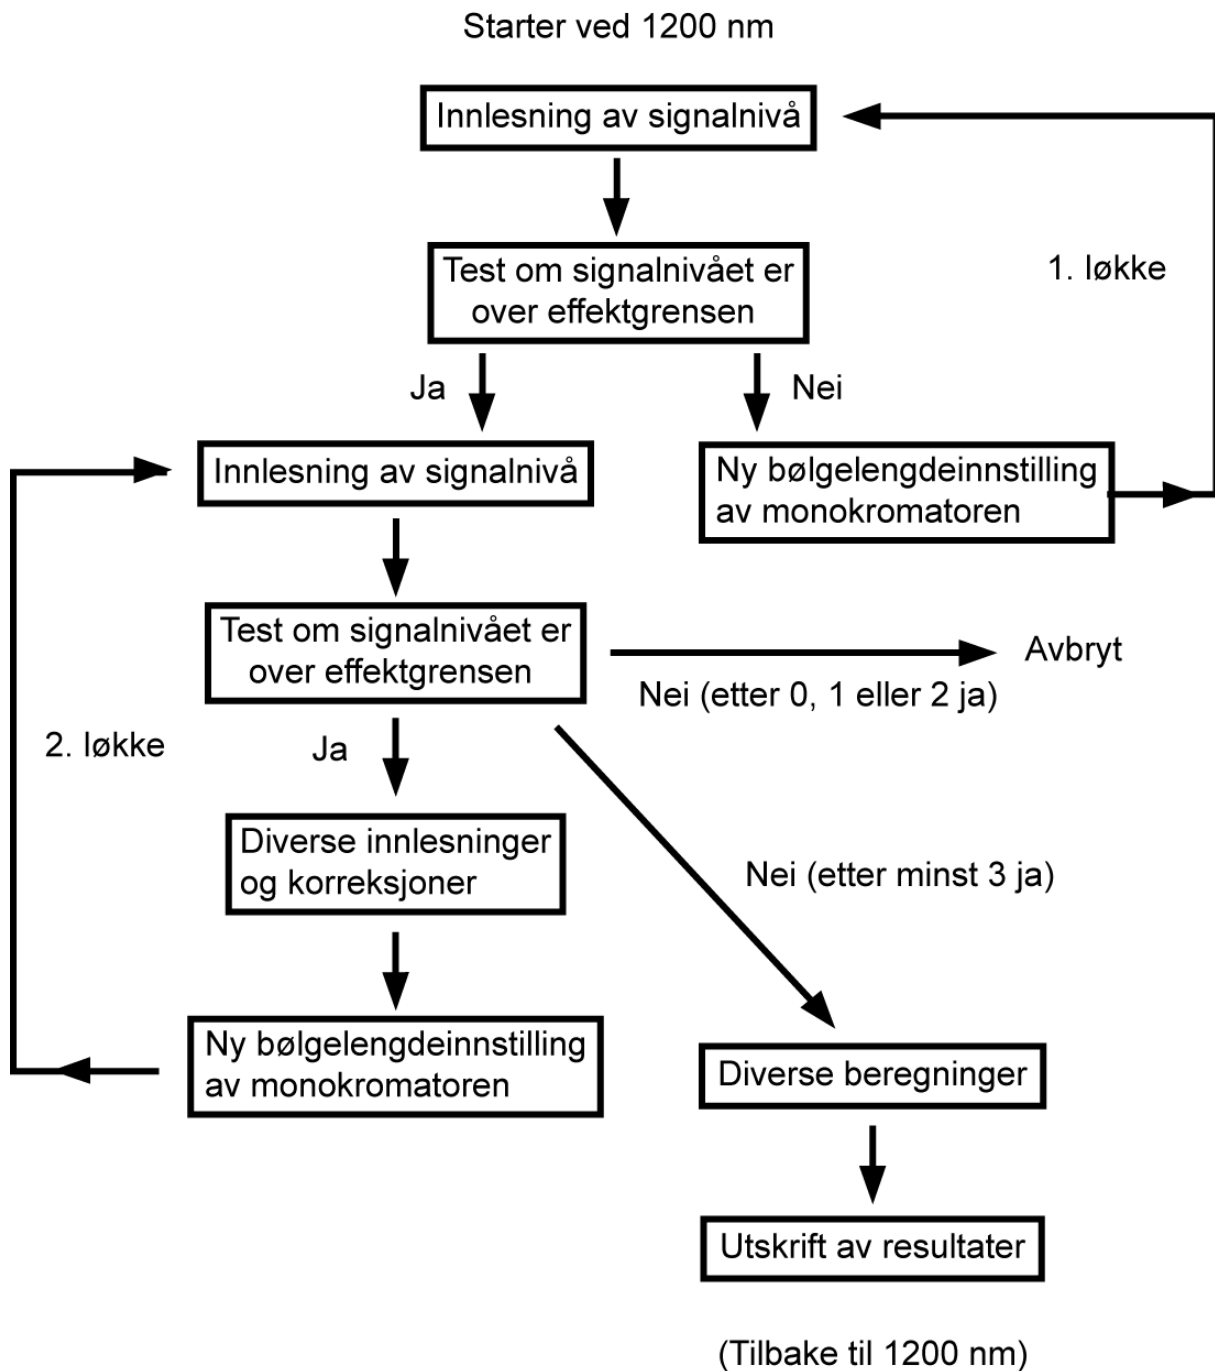 Starter ved 1200 nm
Innlesning av signalnivå
Test om signalnivået er
over effektgrensen
1. løkke
Ja
Nei
Innlesning av signalnivå
Ny bølgelengdeinnstilling
av monokromatoren
Test om signalnivået er
over effektgrensen
Avbryt
Nei (etter 0, 1 eller 2 ja)
2. løkke
Ja
Diverse innlesninger
og korreksjoner
Nei (etter minst 3 ja)
Ny bølgelengdeinnstilling
av monokromatoren
Diverse beregninger
Utskrift av resultater
(Tilbake til 1200 nm)